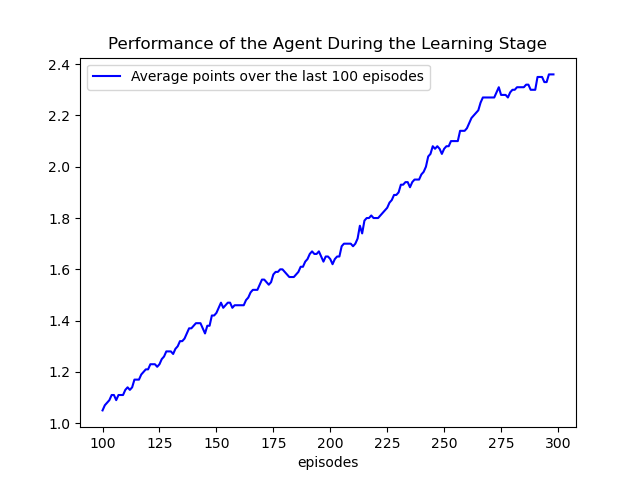 Performance of the Agent During the Learning Stage
Average points over the last 100 episodes
2.4
2.2
2.0
1.8
1.6
1.4
1.2
1.0
100 125 150 175 200 225 250 275 300
episodes